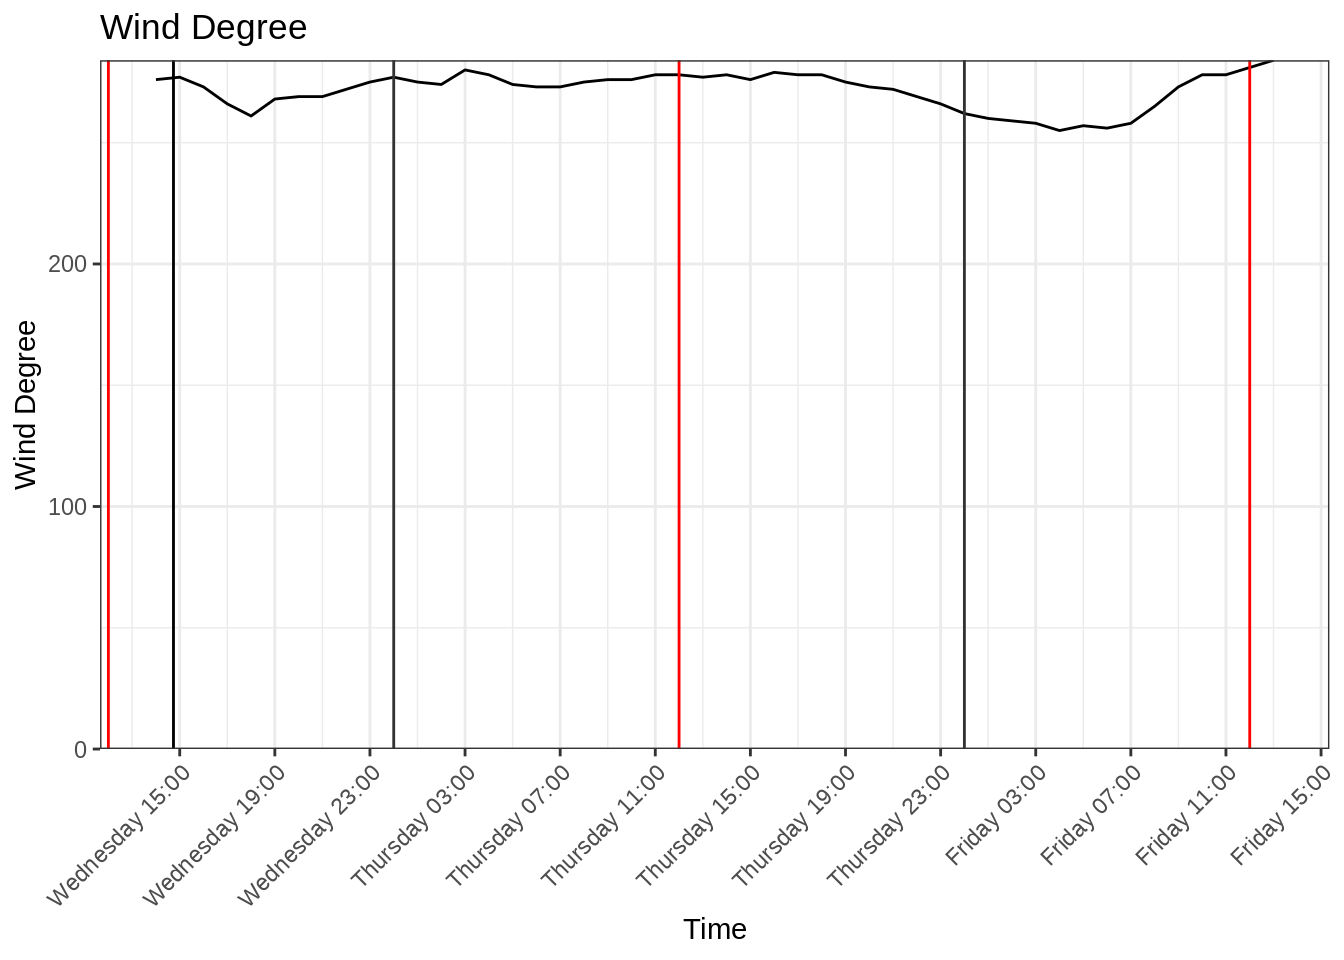 Wind Degree
Wind Degree
200
100
0
Wednesday 15:00
Wednesday 19:00
Wednesday 23:00
Thursday 03:00
Thursday 07:00
Thursday 11:00
Thursday 15:00
Thursday 19:00
Thursday 23:00
Friday 03:00
Friday 07:00
Friday 11:00
Friday 15:00
Time